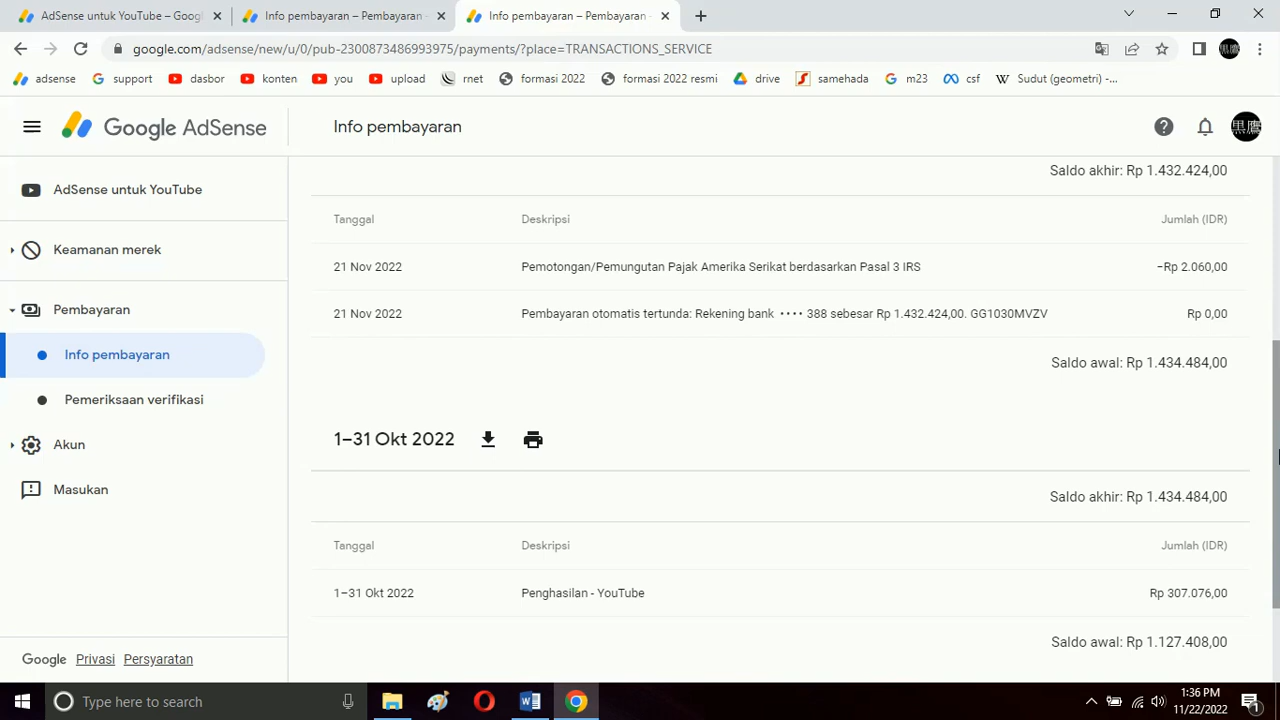 AdSense untuk YouTube – Goog
Info pembayaran – Pembayaran -
Info pembayaran – Pembayaran -
google.com/adsense/new/u/0/pub-2300873486993975/payments/?place=TRANSACTIONS_SERVICE
adsense
support
dasbor
konten
you
upload
rnet
formasi 2022
formasi 2022 resmi
drive
samehada
m23
csf
Sudut (geometri) -...
Google AdSense
Info pembayaran
黒鷹
AdSense untuk YouTube
Keamanan merek
Pembayaran
Info pembayaran
Pemeriksaan verifikasi
Akun
Masukan
Google Privasi Persyaratan
Saldo akhir: Rp 1.432.424,00
Tanggal Deskripsi Jumlah (IDR)
21 Nov 2022 Pemotongan/Pemungutan Pajak Amerika Serikat berdasarkan Pasal 3 IRS −Rp 2.060,00
21 Nov 2022 Pembayaran otomatis tertunda: Rekening bank •••• 388 sebesar Rp 1.432.424,00. GG1030MVZV Rp 0,00
Saldo awal: Rp 1.434.484,00
1–31 Okt 2022
Saldo akhir: Rp 1.434.484,00
Tanggal Deskripsi Jumlah (IDR)
1–31 Okt 2022 Penghasilan - YouTube Rp 307.076,00
Saldo awal: Rp 1.127.408,00
Type here to search
1:36 PM
11/22/2022
1